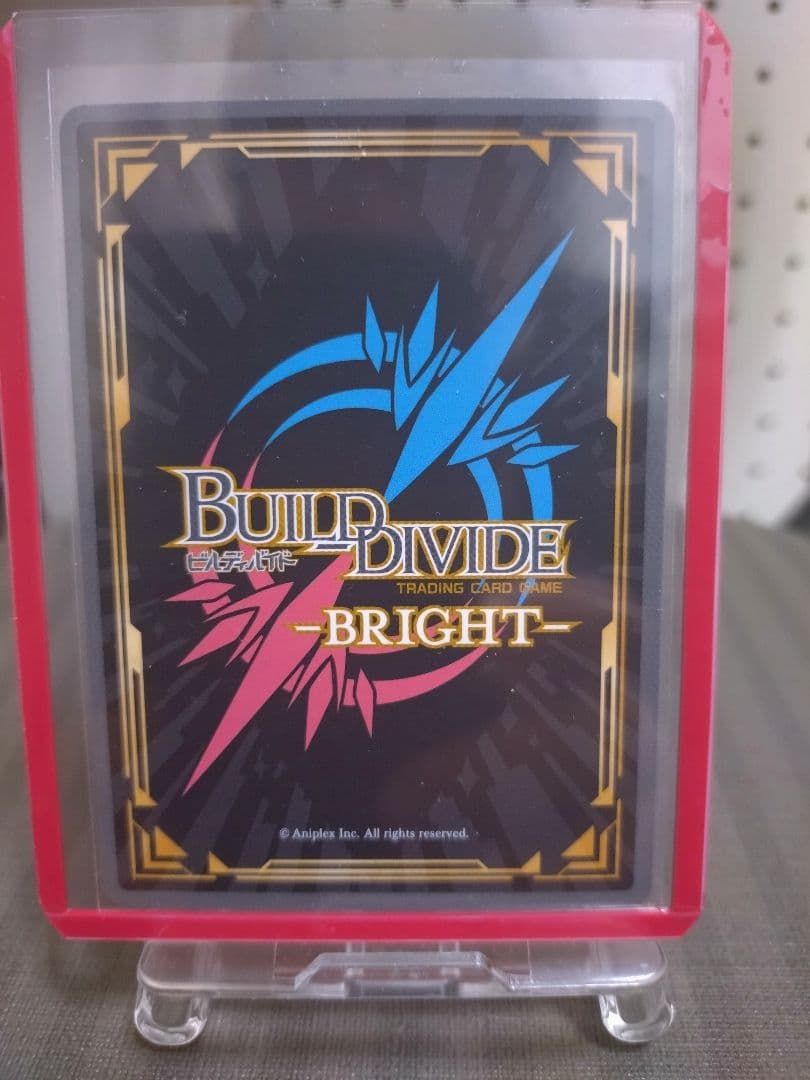 BUILD DIVIDE
ビルディバイド
TRADING CARD GAME
-BRIGHT-
© Aniplex Inc. All rights reserved.